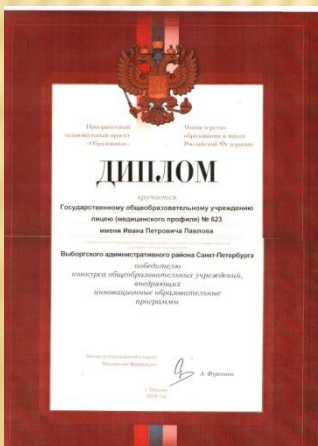 Приоритетный
национальный проект
«Образование»
Министерство
образования и науки
Российской Федерации
ДИПЛОМ
вручается
Государственному общеобразовательному учреждению
лицею (медицинского профиля) № 623
имени Ивана Петровича Павлова
Выборгского административного района Санкт-Петербурга
победителю
конкурса общеобразовательных учреждений,
внедряющих
инновационные образовательные
программы
Министр образования и науки
Российской Федерации
А. Фурсенко
г. Москва